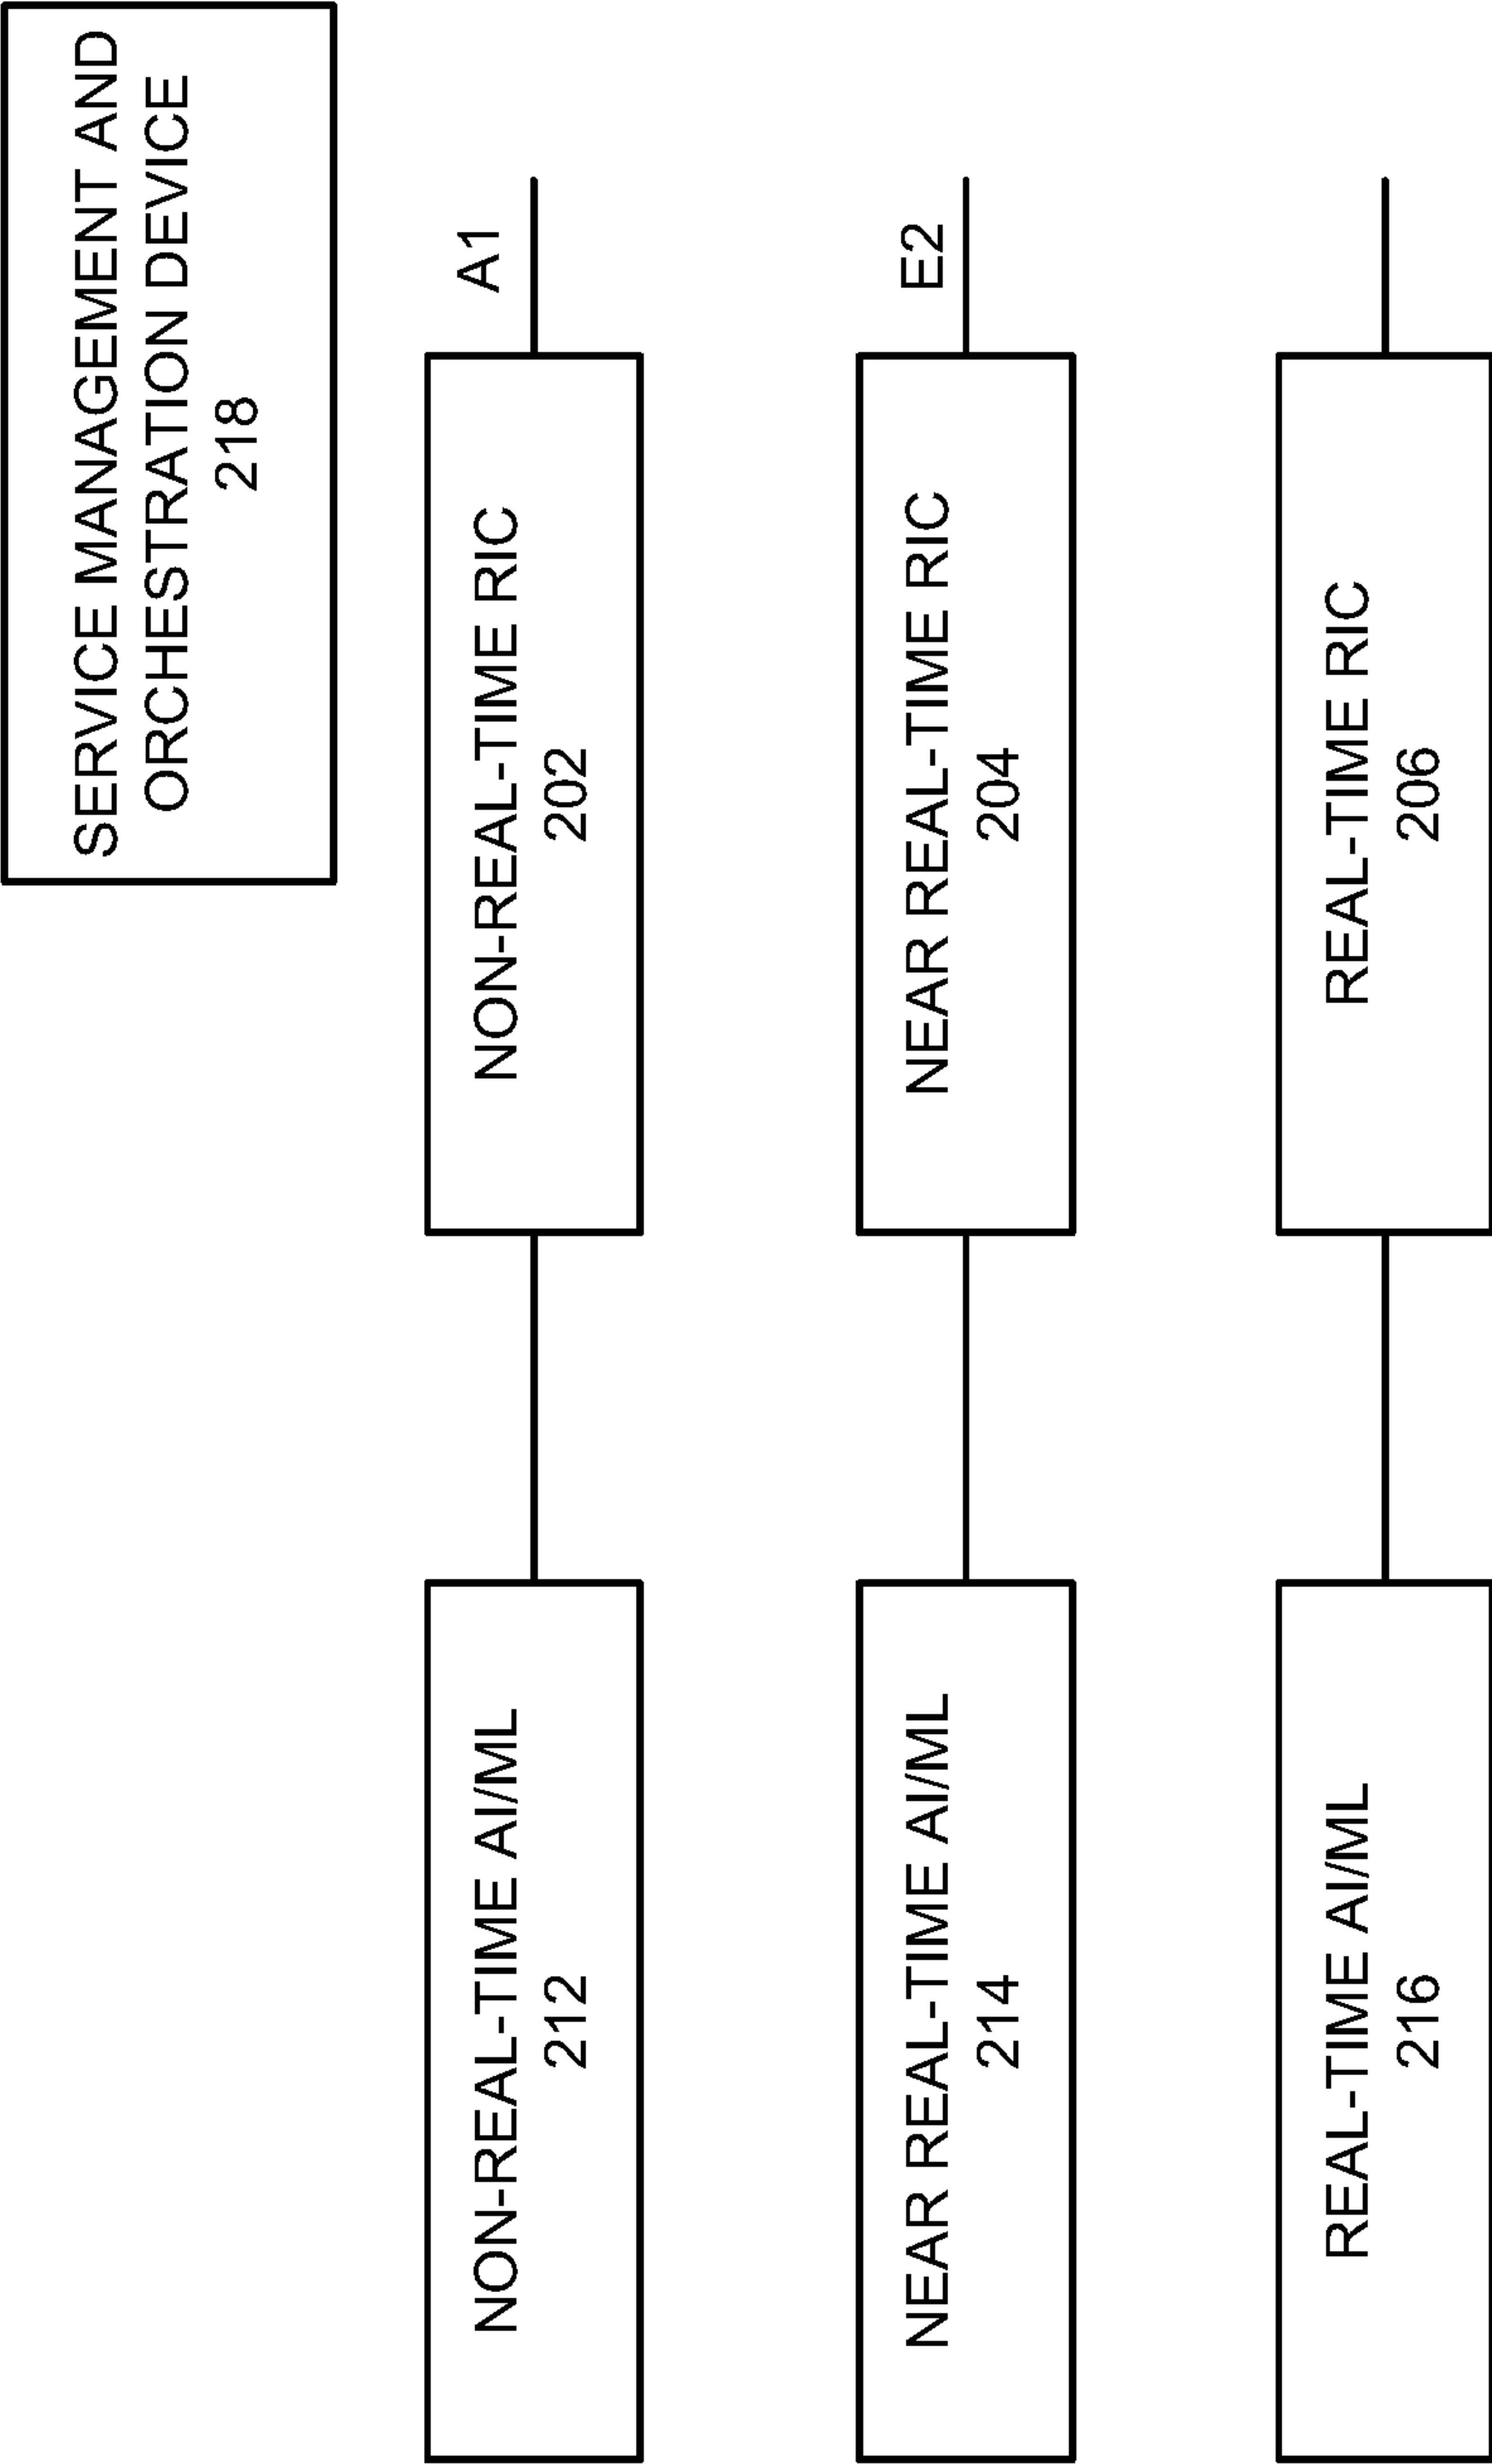 SERVICE MANAGEMENT AND
ORCHESTRATION DEVICE
218
NON-REAL-TIME AI/ML
212
NON-REAL-TIME RIC
202
A1
NEAR REAL-TIME AI/ML
214
NEAR REAL-TIME RIC
204
E2
REAL-TIME AI/ML
216
REAL-TIME RIC
206